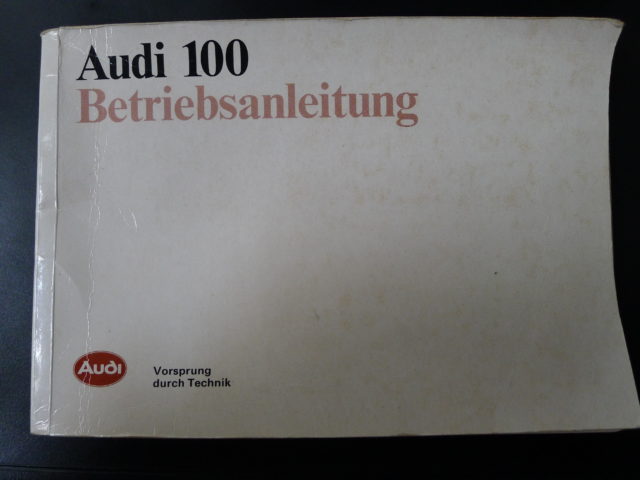 Audi 100
Betriebsanleitung
Audi
Vorsprung
durch Technik